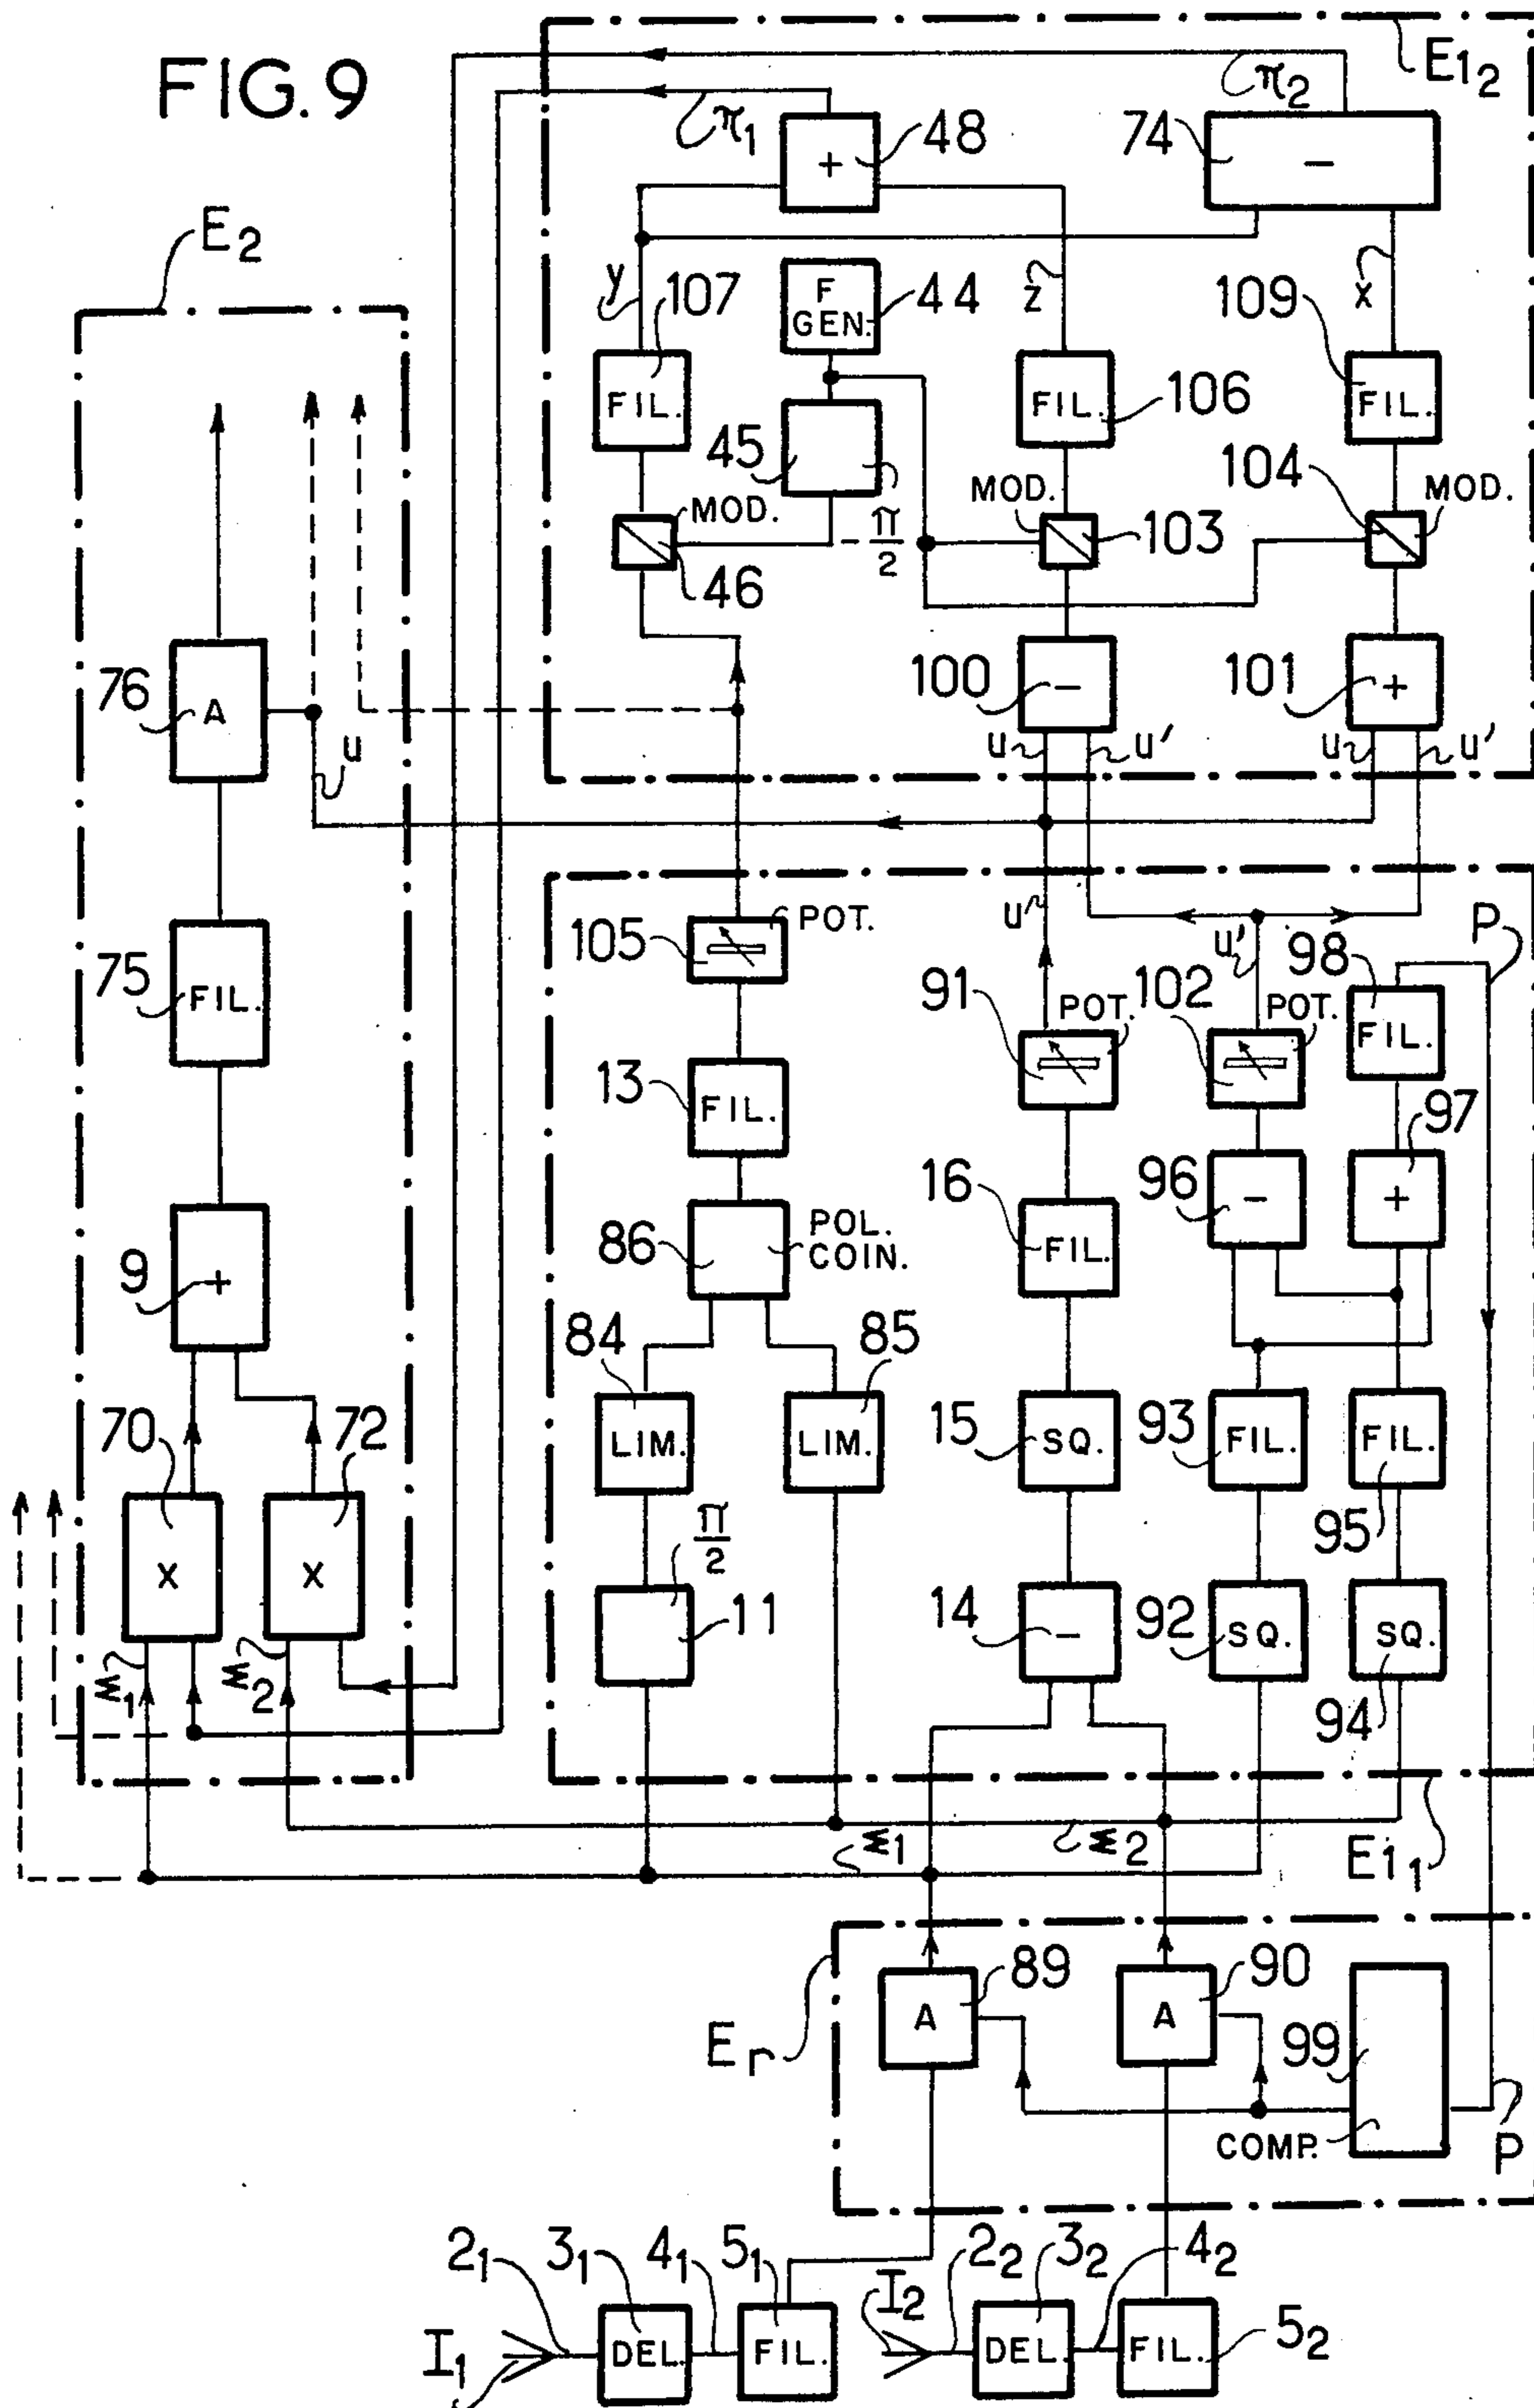 FIG. 9
E1₂
π₂
π₁
48
+
74
−
E₂
y
107
F
GEN.
44
z
109
x
FIL.
45
FIL.
106
FIL.
104
MOD.
MOD.
MOD.
46
- π/2
103
76
A
u
100
−
101
+
u
u'
u
u'
105
POT.
u
u'
98
P
75
FIL.
91
POT.
102
POT.
FIL.
13
FIL.
97
16
96
−
+
86
POL.
COIN.
FIL.
9
+
84
85
70
72
LIM.
LIM.
15
SQ.
93
FIL.
FIL.
95
π/2
X
X
11
14
−
92
SQ.
SQ.
94
Ei₁
89
90
A
A
Eᵣ
99
COMP.
P
2₁
3₁
4₁
5₁
I₂
2₂
3₂
4₂
I₁
DEL.
FIL.
DEL.
FIL.
5₂